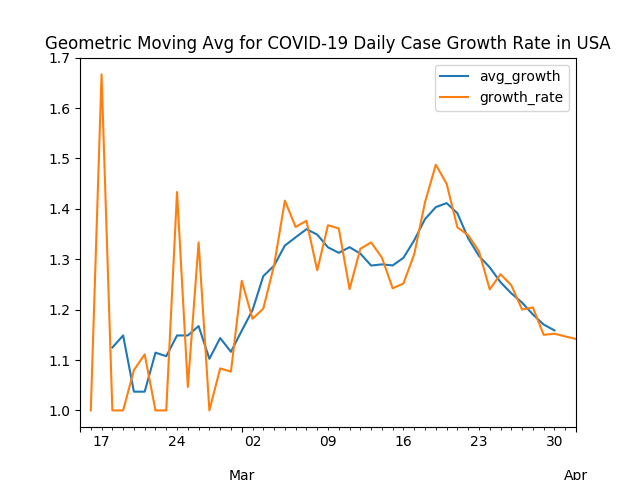 Geometric Moving Avg for COVID-19 Daily Case Growth Rate in USA
1.7
1.6
1.5
1.4
1.3
1.2
1.1
1.0
avg_growth
growth_rate
17 24 02 09 16 23 30
Mar Apr